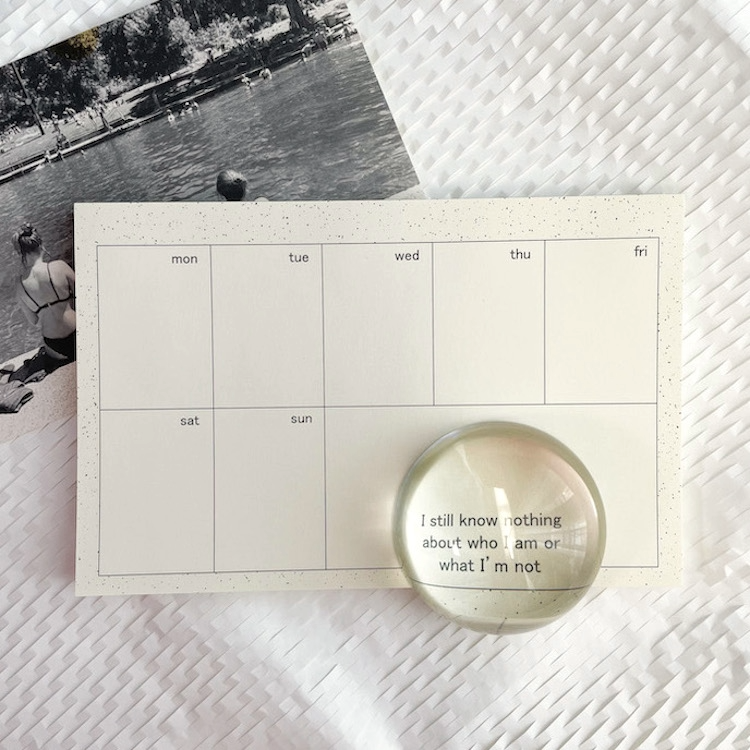 mon
tue
wed
thu
fri
sat
sun
I still know nothing
about who I am or
what I'm not